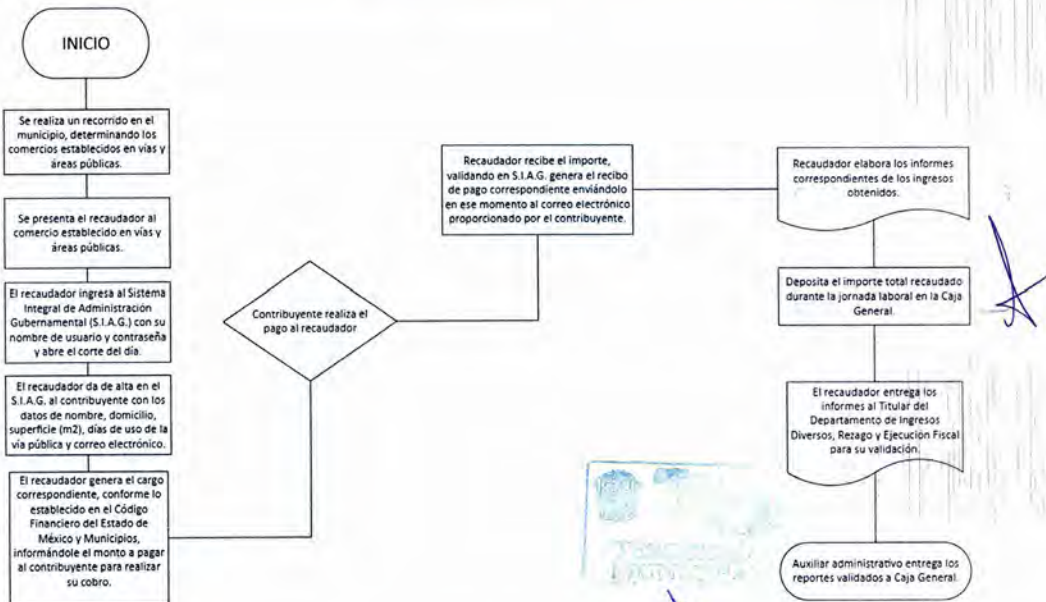 INICIO
Se realiza un recorrido en el
municipio, determinando los
comercios establecidos en vías y
áreas públicas.
Se presenta el recaudador al
comercio establecido en vías y
áreas públicas.
El recaudador ingresa al Sistema
Integral de Administración
Gubernamental (S.I.A.G.) con su
nombre de usuario y contraseña
y abre el corte del día.
El recaudador da de alta en el
S.I.A.G. al contribuyente con los
datos de nombre, domicilio,
superficie (m2), días de uso de la
vía pública y correo electrónico.
El recaudador genera el cargo
correspondiente, conforme lo
establecido en el Código
Financiero del Estado de
México y Municipios,
informándole el monto a pagar
al contribuyente para realizar
su cobro.
Contribuyente realiza el
pago al recaudador
Recaudador recibe el importe,
validando en S.I.A.G. genera el recibo
de pago correspondiente enviándolo
en ese momento al correo electrónico
proporcionado por el contribuyente.
Recaudador elabora los informes
correspondientes de los ingresos
obtenidos.
Deposita el importe total recaudado
durante la jornada laboral en la Caja
General.
El recaudador entrega los
informes al Titular del
Departamento de Ingresos
Diversos, Rezago y Ejecución Fiscal
para su validación.
Auxiliar administrativo entrega los
reportes validados a Caja General.